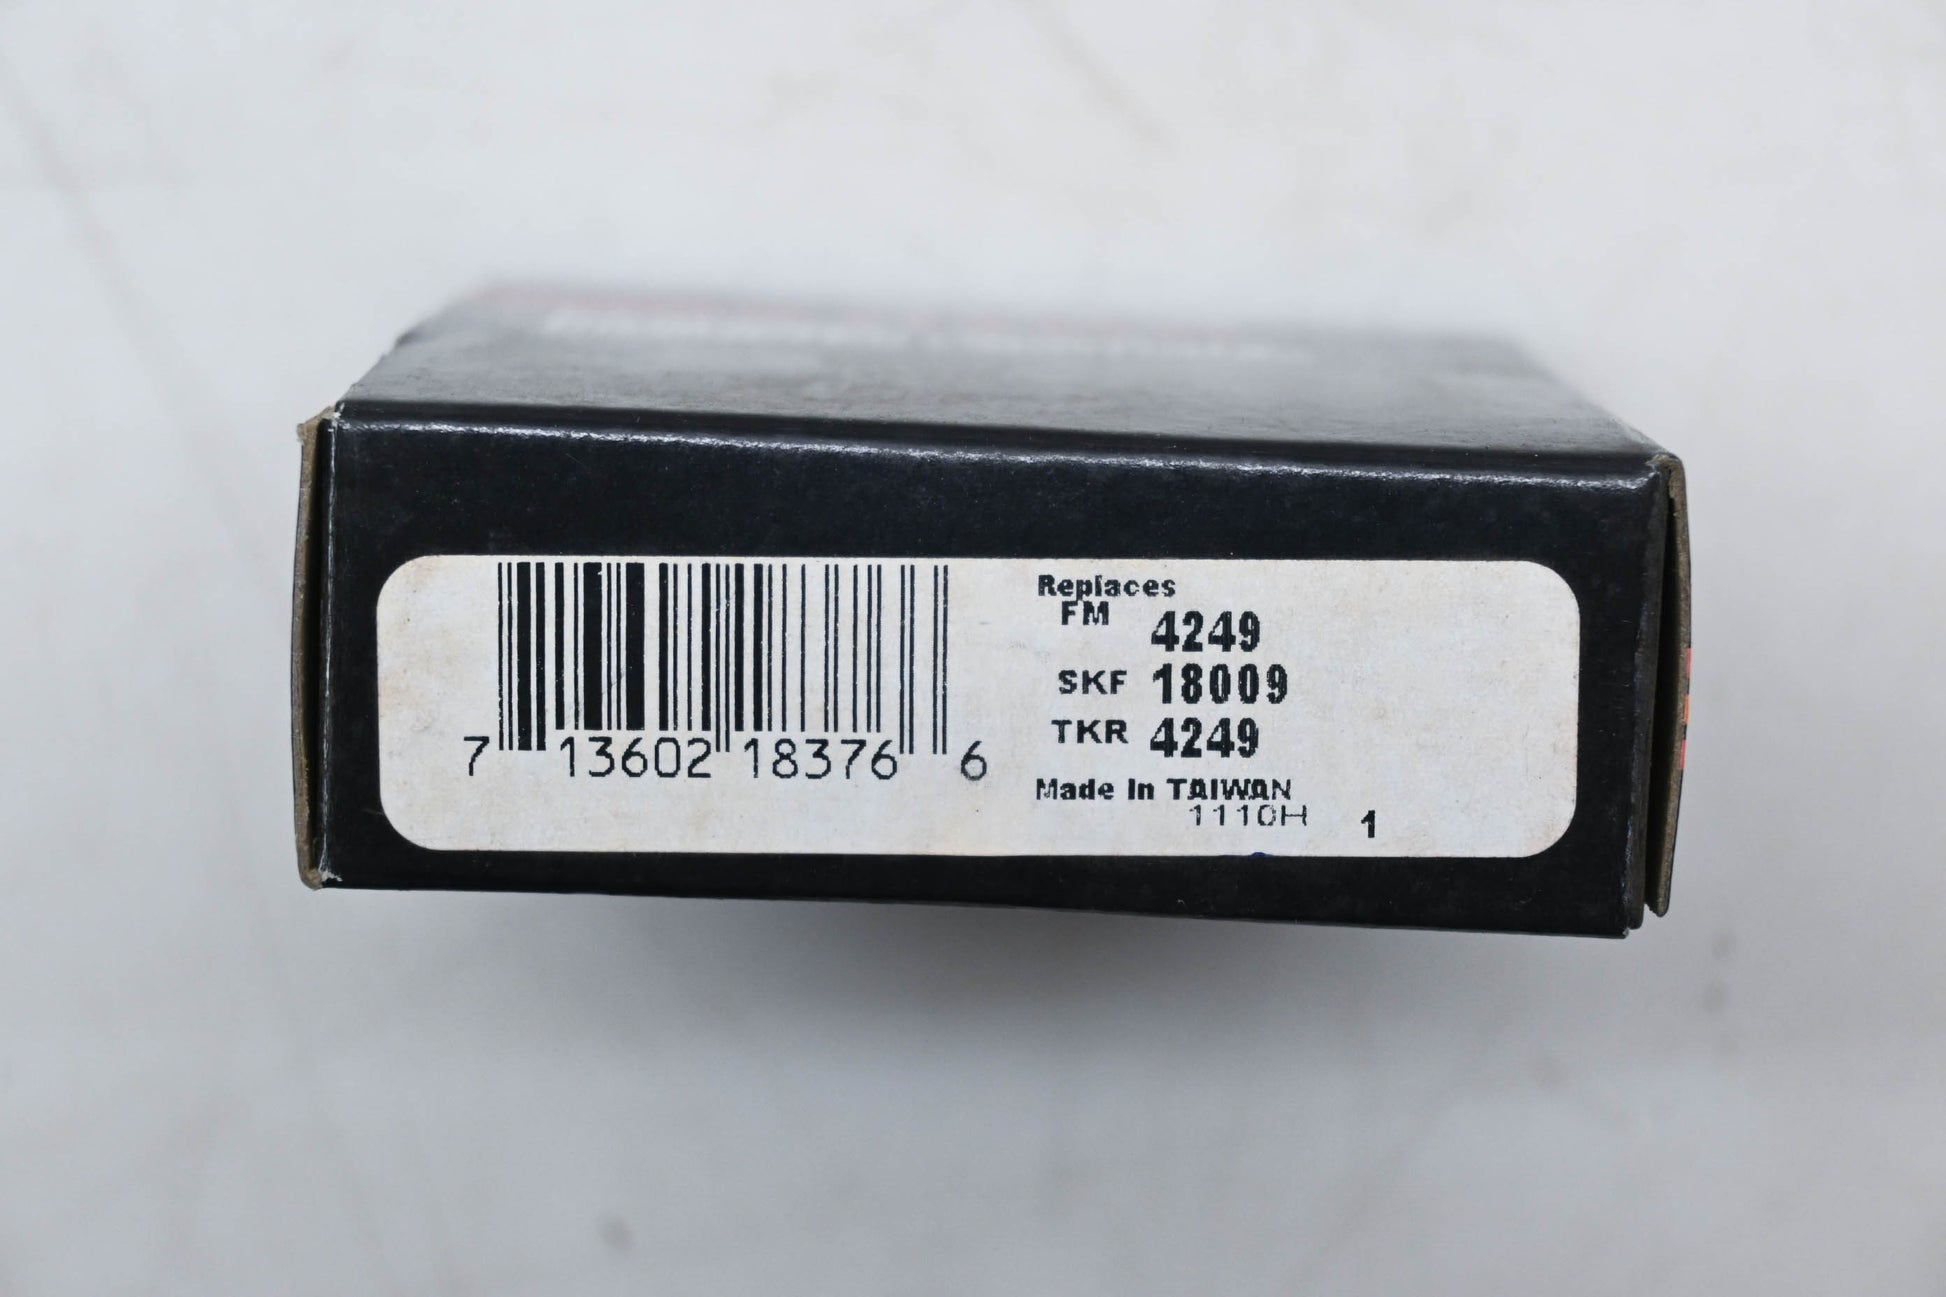 7 13602 18376 6
Replaces
FM 4249
SKF 18009
TKR 4249
Made In TAIWAN
1110H 1